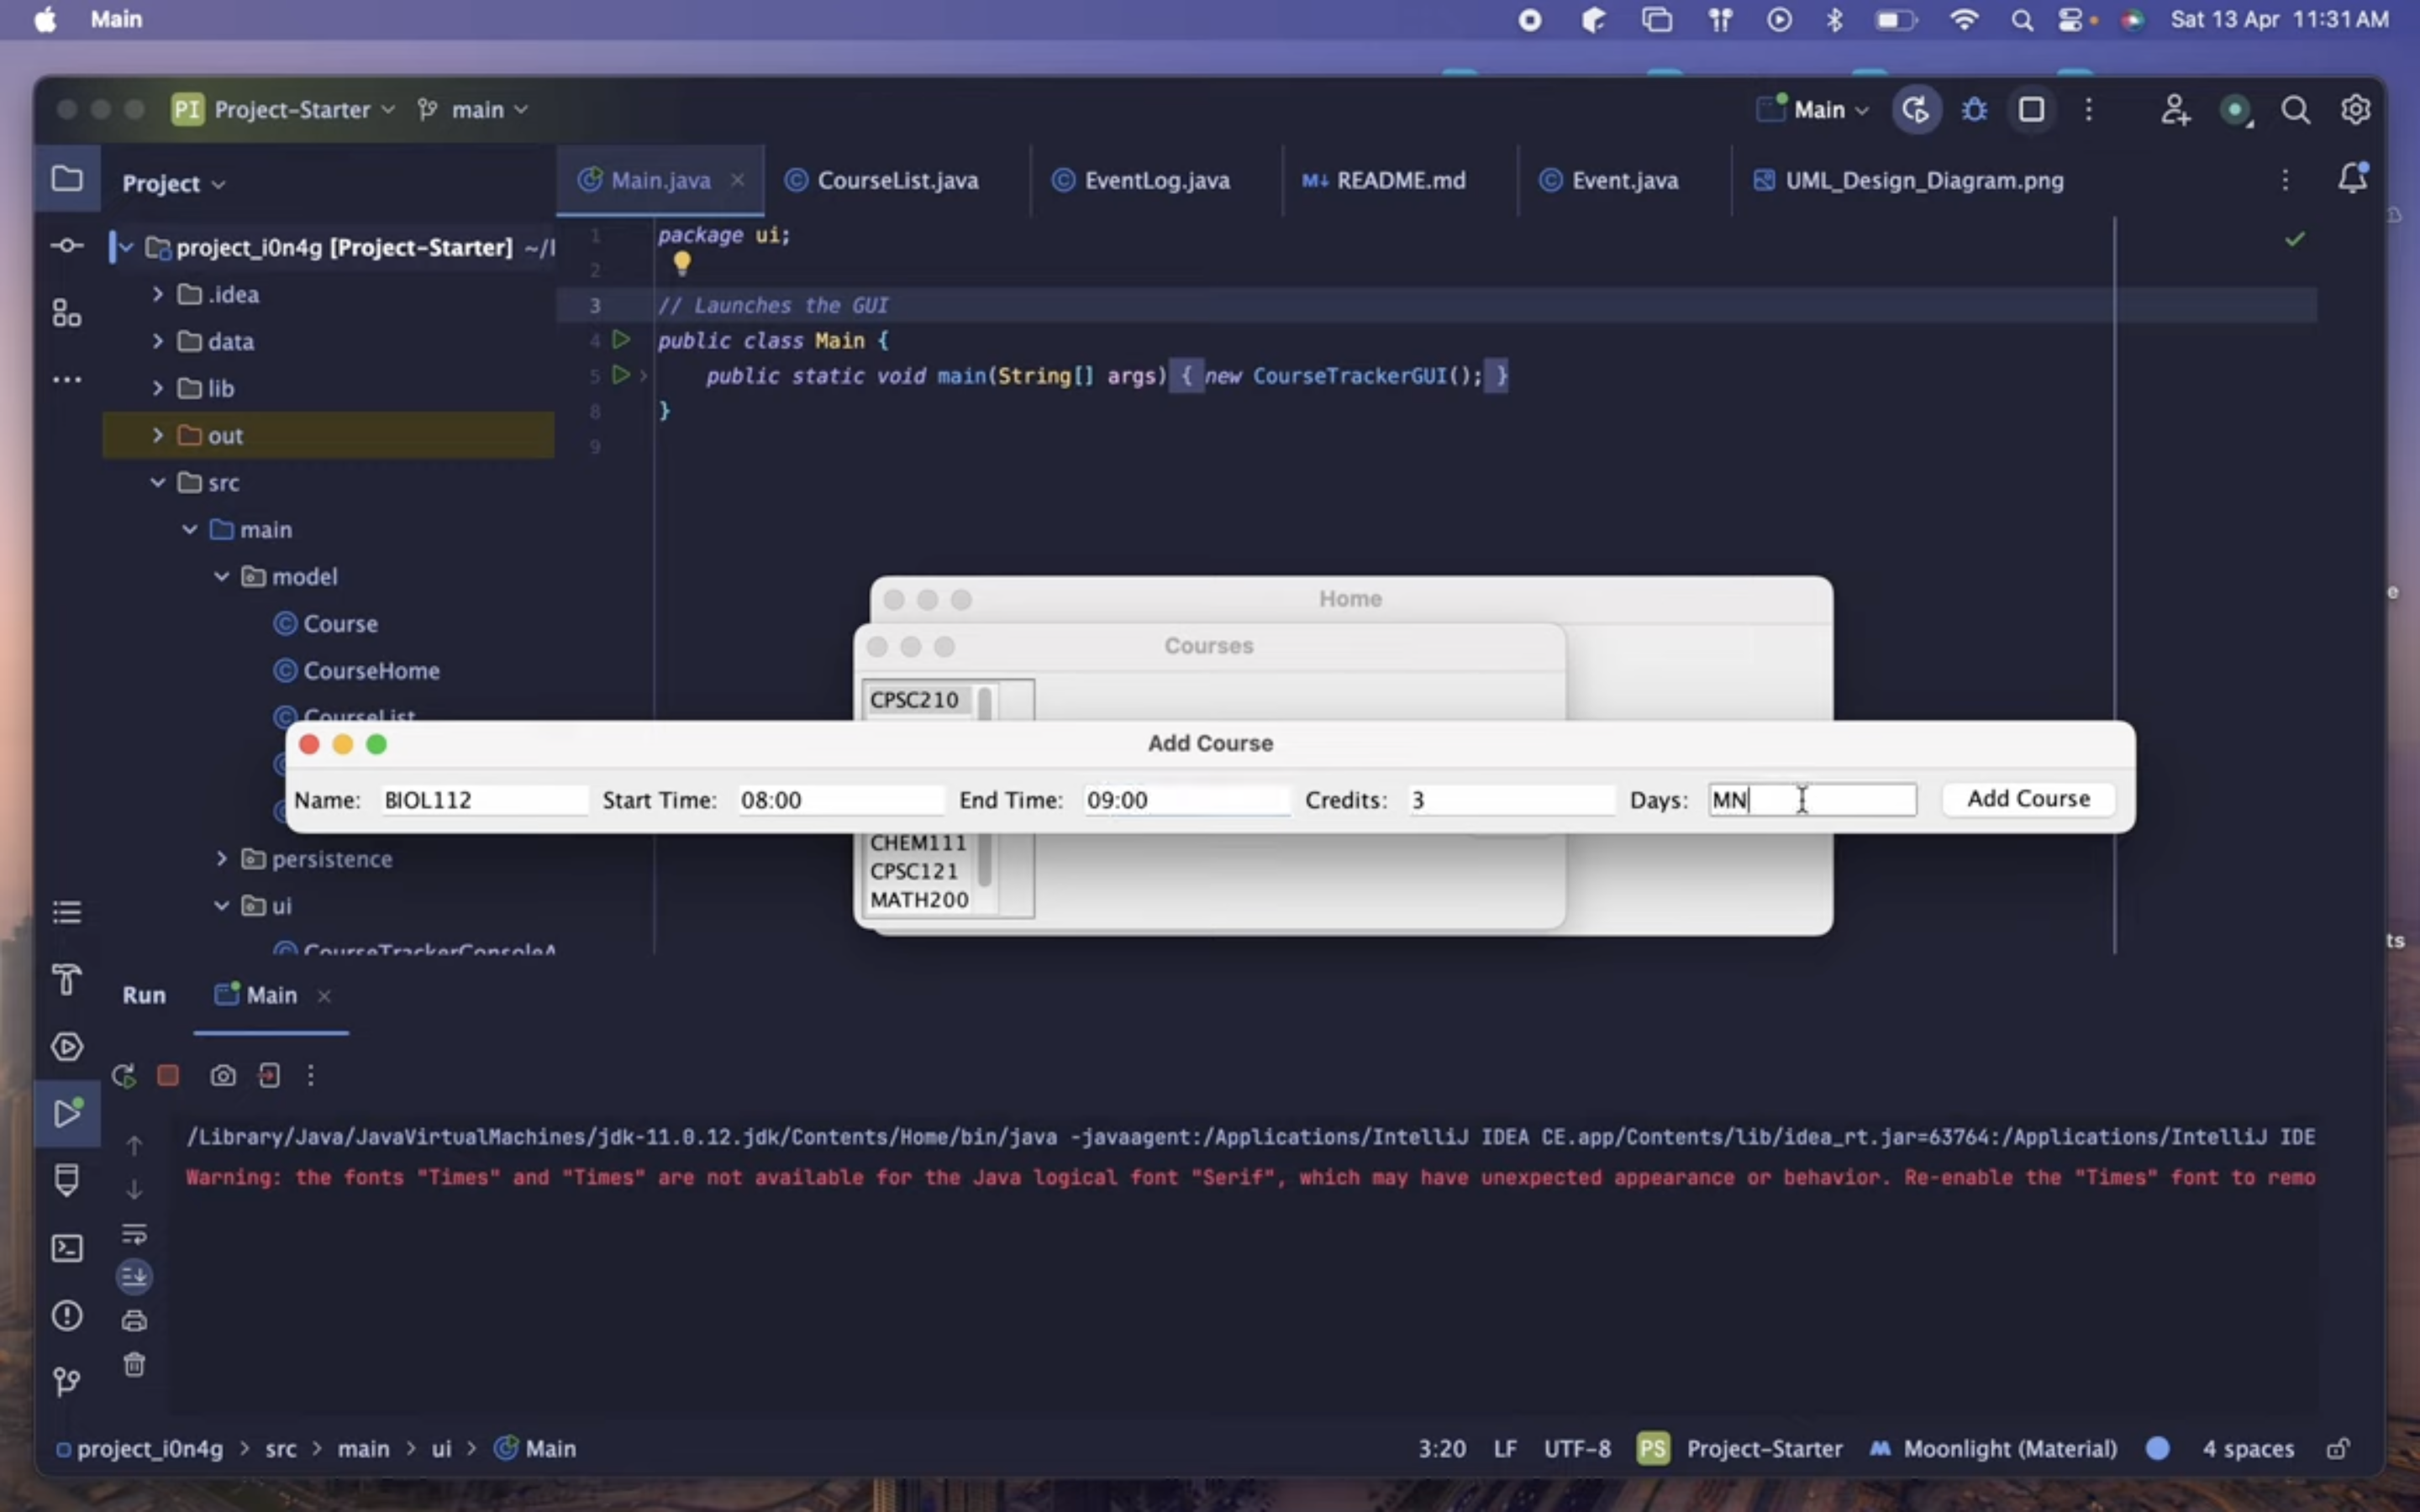 Main
Sat 13 Apr 11:31 AM
PI Project-Starter main
Main
Project
Main.java
CourseList.java
EventLog.java
M↓ README.md
Event.java
UML_Design_Diagram.png
project_i0n4g [Project-Starter] ~/
.idea
data
lib
out
src
main
model
Course
CourseHome
CourseList
persistence
ui
CourseTrackerConsoleA
1 package ui;
2
3 // Launches the GUI
4 public class Main {
5 public static void main(String[] args) { new CourseTrackerGUI(); }
8 }
9
Home
Courses
CPSC210
Add Course
Name: BIOL112 Start Time: 08:00 End Time: 09:00 Credits: 3 Days: MN Add Course
CHEM111
CPSC121
MATH200
Run Main
/Library/Java/JavaVirtualMachines/jdk-11.0.12.jdk/Contents/Home/bin/java -javaagent:/Applications/IntelliJ IDEA CE.app/Contents/lib/idea_rt.jar=63764:/Applications/IntelliJ IDE
Warning: the fonts "Times" and "Times" are not available for the Java logical font "Serif", which may have unexpected appearance or behavior. Re-enable the "Times" font to remo
project_i0n4g > src > main > ui > Main
3:20 LF UTF-8 PS Project-Starter Moonlight (Material) 4 spaces
e
ts